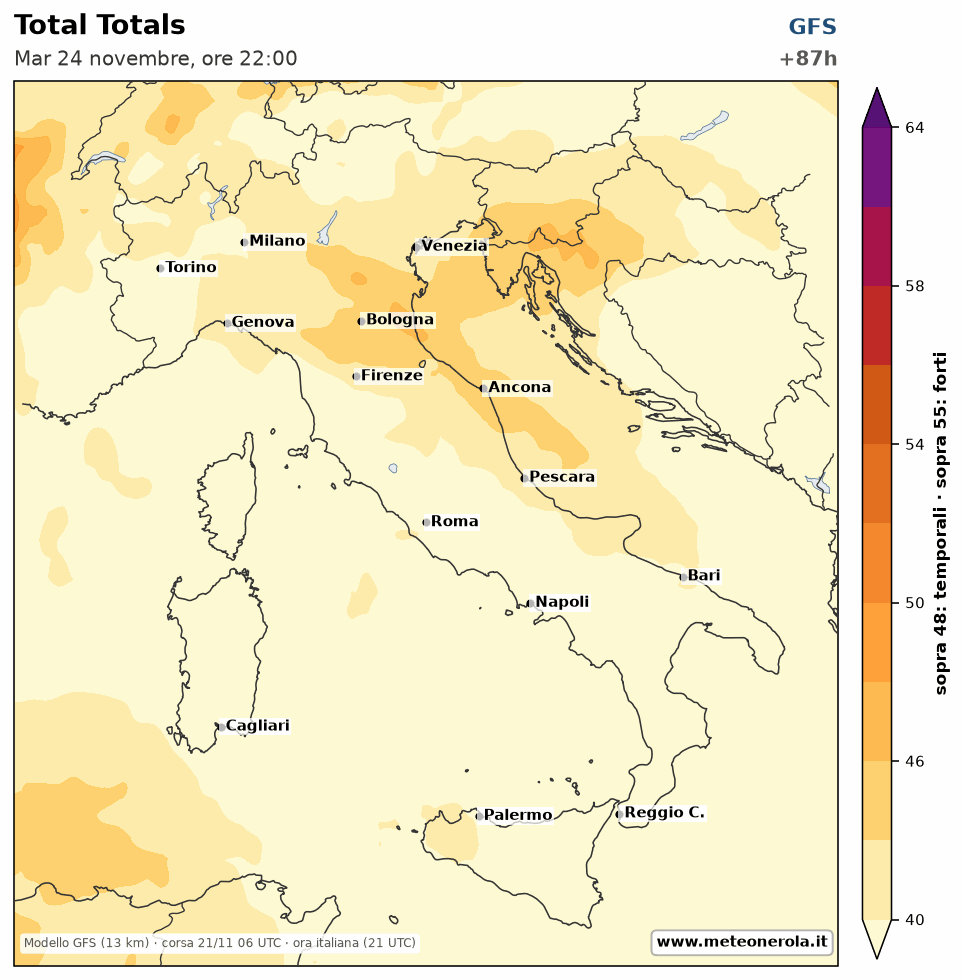 Total Totals
GFS
Mar 24 novembre, ore 22:00
+87h
64
58
54
50
46
40
sopra 48: temporali · sopra 55: forti
Milano
Venezia
Torino
Genova
Bologna
Firenze
Ancona
Pescara
Roma
Bari
Napoli
Cagliari
Palermo
Reggio C.
Modello GFS (13 km) · corsa 21/11 06 UTC · ora italiana (21 UTC)
www.meteonerola.it